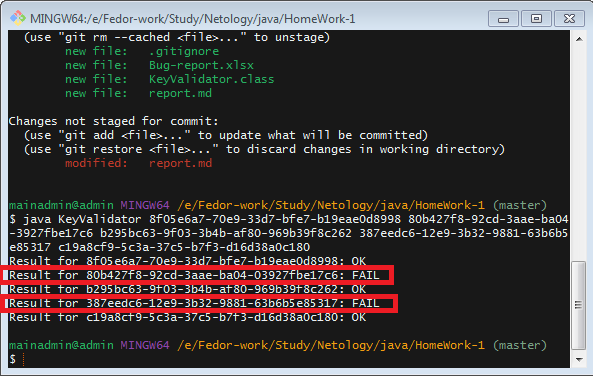 MINGW64:/e/Fedor-work/Study/Netology/java/HomeWork-1
(use "git rm --cached <file>..." to unstage)
new file:   .gitignore
new file:   Bug-report.xlsx
new file:   KeyValidator.class
new file:   report.md
Changes not staged for commit:
(use "git add <file>..." to update what will be committed)
(use "git restore <file>..." to discard changes in working directory)
modified:   report.md
mainadmin@admin MINGW64 /e/Fedor-work/Study/Netology/java/HomeWork-1 (master)
$ java KeyValidator 8f05e6a7-70e9-33d7-bfe7-b19eae0d8998 80b427f8-92cd-3aae-ba04
-3927fbe17c6 b295bc63-9f03-3b4b-af80-969b39f8c262 387eedc6-12e9-3b32-9881-63b6b5
e85317 c19a8cf9-5c3a-37c5-b7f3-d16d38a0c180
Result for 8f05e6a7-70e9-33d7-bfe7-b19eae0d8998: OK
Result for 80b427f8-92cd-3aae-ba04-03927fbe17c6: FAIL
Result for b295bc63-9f03-3b4b-af80-969b39f8c262: OK
Result for 387eedc6-12e9-3b32-9881-63b6b5e85317: FAIL
Result for c19a8cf9-5c3a-37c5-b7f3-d16d38a0c180: OK
mainadmin@admin MINGW64 /e/Fedor-work/Study/Netology/java/HomeWork-1 (master)
$